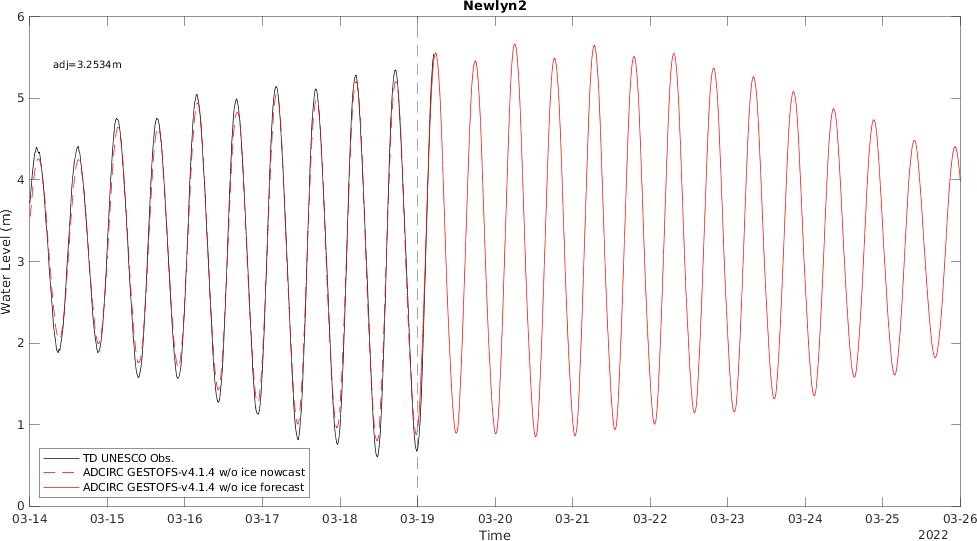 Newlyn2
adj=3.2534m
6
5
4
3
2
1
0
Water Level (m)
TD UNESCO Obs.
ADCIRC GESTOFS-v4.1.4 w/o ice nowcast
ADCIRC GESTOFS-v4.1.4 w/o ice forecast
03-14 03-15 03-16 03-17 03-18 03-19 03-20 03-21 03-22 03-23 03-24 03-25 03-26
Time
2022